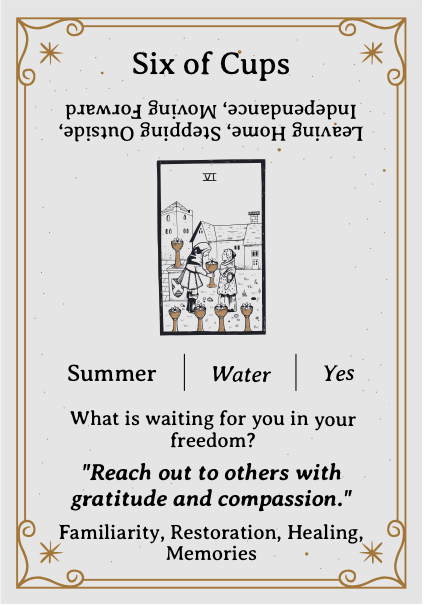 Six of Cups
Leaving Home, Stepping Outside,
Independance, Moving Forward
VI
Summer
Water
Yes
What is waiting for you in your
freedom?
"Reach out to others with
gratitude and compassion."
Familiarity, Restoration, Healing,
Memories